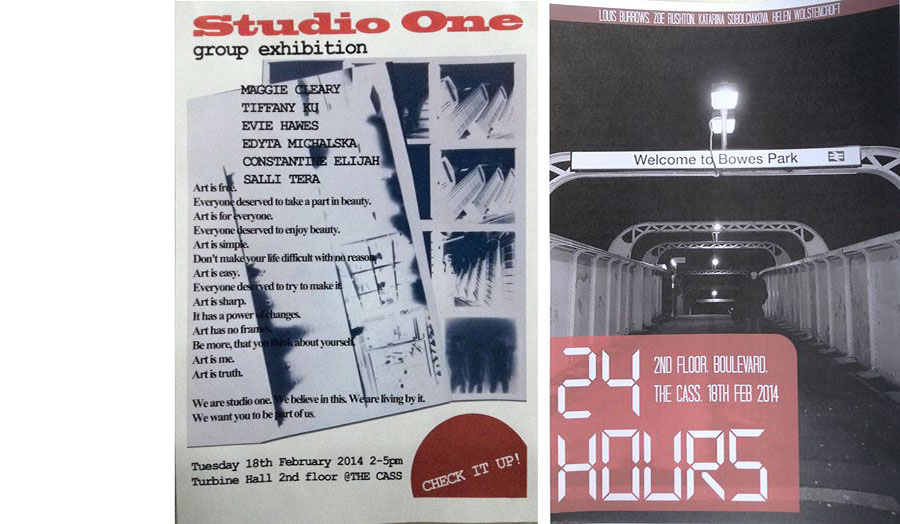 Studio One
group exhibition
MAGGIE CLEARY
TIFFANY KU
EVIE HAWES
EDYTA MICHALSKA
CONSTANTINE ELIJAH
SALLI TERA
Art is free.
Everyone deserved to take a part in beauty.
Art is for everyone.
Everyone deserved to enjoy beauty.
Art is simple.
Don't make your life difficult with no reason.
Art is easy.
Everyone deserved to try to make it.
Art is sharp.
It has a power of changes.
Art has no frames.
Be more, that you think about yourself.
Art is me.
Art is truth.
We are studio one. We believe in this. We are living by it.
We want you to be part of us.
Tuesday 18th February 2014 2-5pm
Turbine Hall 2nd floor @THE CASS
CHECK IT UP!
LOUIS BURROWS ZOE RUSHTON KATARINA SOBOLCIAKOVA HELEN WOLSTENCROFT
Welcome to Bowes Park
24
HOURS
2ND FLOOR. BOULEVARD.
THE CASS. 18TH FEB 2014